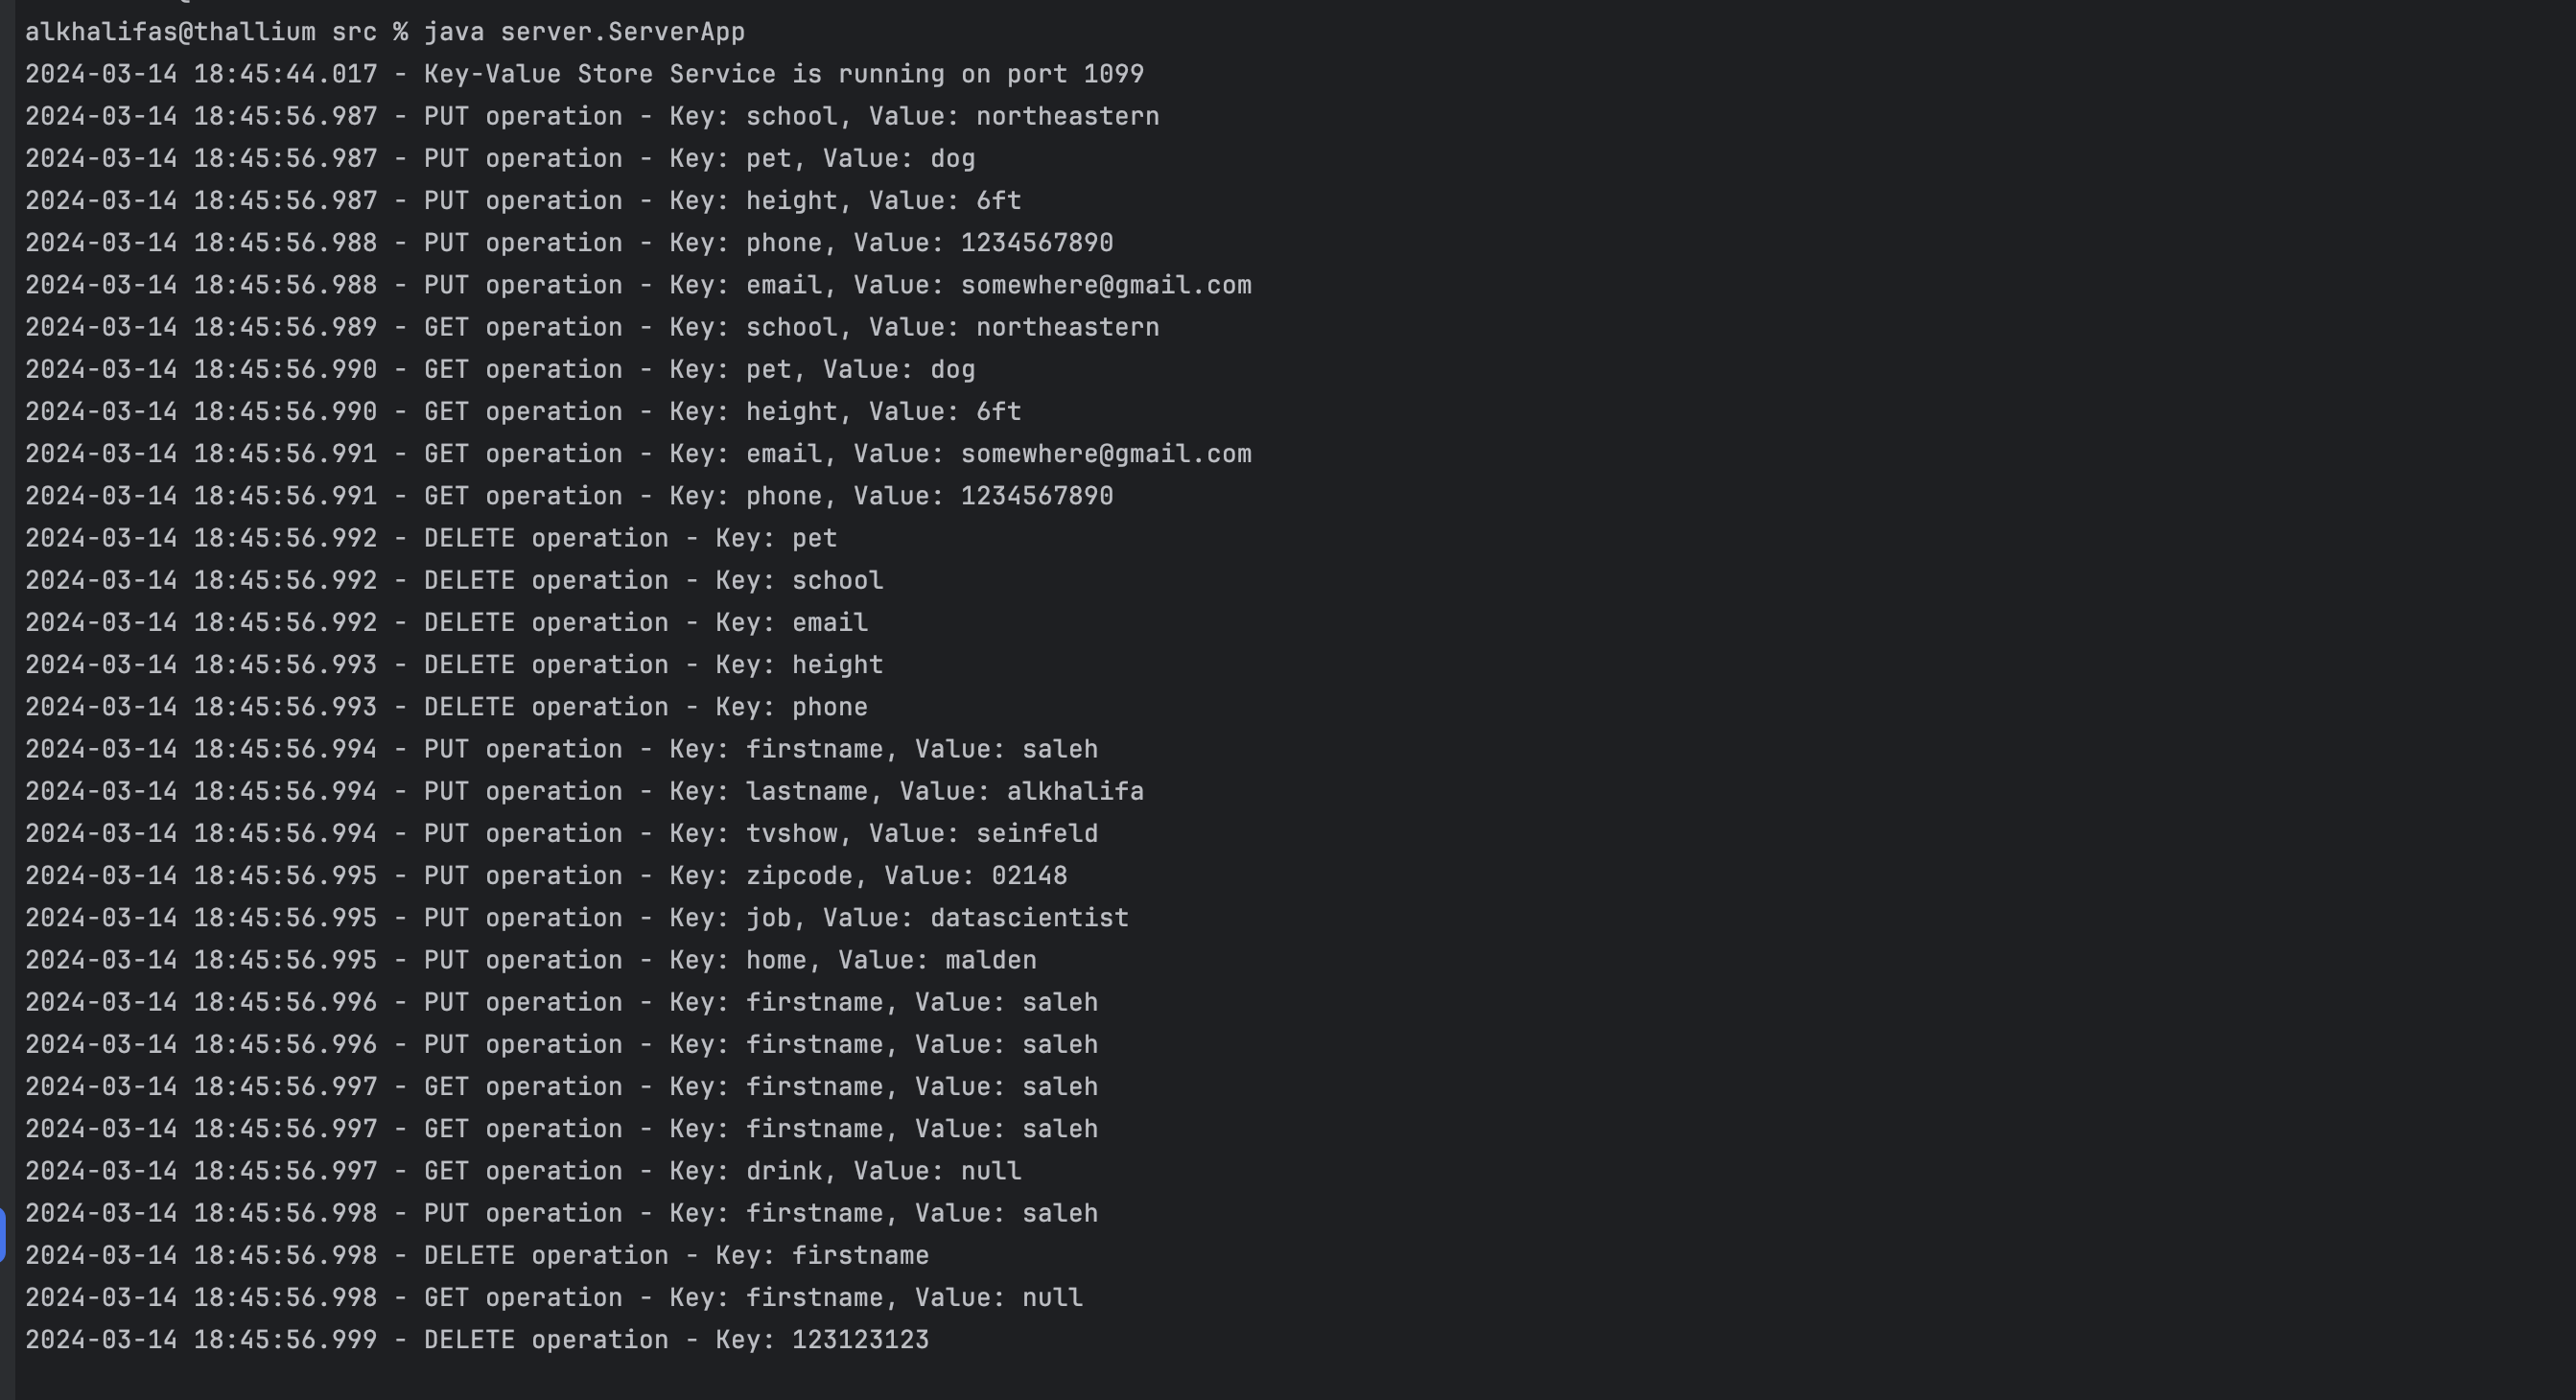 alkhalifas@thallium src % java server.ServerApp
2024-03-14 18:45:44.017 - Key-Value Store Service is running on port 1099
2024-03-14 18:45:56.987 - PUT operation - Key: school, Value: northeastern
2024-03-14 18:45:56.987 - PUT operation - Key: pet, Value: dog
2024-03-14 18:45:56.987 - PUT operation - Key: height, Value: 6ft
2024-03-14 18:45:56.988 - PUT operation - Key: phone, Value: 1234567890
2024-03-14 18:45:56.988 - PUT operation - Key: email, Value: somewhere@gmail.com
2024-03-14 18:45:56.989 - GET operation - Key: school, Value: northeastern
2024-03-14 18:45:56.990 - GET operation - Key: pet, Value: dog
2024-03-14 18:45:56.990 - GET operation - Key: height, Value: 6ft
2024-03-14 18:45:56.991 - GET operation - Key: email, Value: somewhere@gmail.com
2024-03-14 18:45:56.991 - GET operation - Key: phone, Value: 1234567890
2024-03-14 18:45:56.992 - DELETE operation - Key: pet
2024-03-14 18:45:56.992 - DELETE operation - Key: school
2024-03-14 18:45:56.992 - DELETE operation - Key: email
2024-03-14 18:45:56.993 - DELETE operation - Key: height
2024-03-14 18:45:56.993 - DELETE operation - Key: phone
2024-03-14 18:45:56.994 - PUT operation - Key: firstname, Value: saleh
2024-03-14 18:45:56.994 - PUT operation - Key: lastname, Value: alkhalifa
2024-03-14 18:45:56.994 - PUT operation - Key: tvshow, Value: seinfeld
2024-03-14 18:45:56.995 - PUT operation - Key: zipcode, Value: 02148
2024-03-14 18:45:56.995 - PUT operation - Key: job, Value: datascientist
2024-03-14 18:45:56.995 - PUT operation - Key: home, Value: malden
2024-03-14 18:45:56.996 - PUT operation - Key: firstname, Value: saleh
2024-03-14 18:45:56.996 - PUT operation - Key: firstname, Value: saleh
2024-03-14 18:45:56.997 - GET operation - Key: firstname, Value: saleh
2024-03-14 18:45:56.997 - GET operation - Key: firstname, Value: saleh
2024-03-14 18:45:56.997 - GET operation - Key: drink, Value: null
2024-03-14 18:45:56.998 - PUT operation - Key: firstname, Value: saleh
2024-03-14 18:45:56.998 - DELETE operation - Key: firstname
2024-03-14 18:45:56.998 - GET operation - Key: firstname, Value: null
2024-03-14 18:45:56.999 - DELETE operation - Key: 123123123